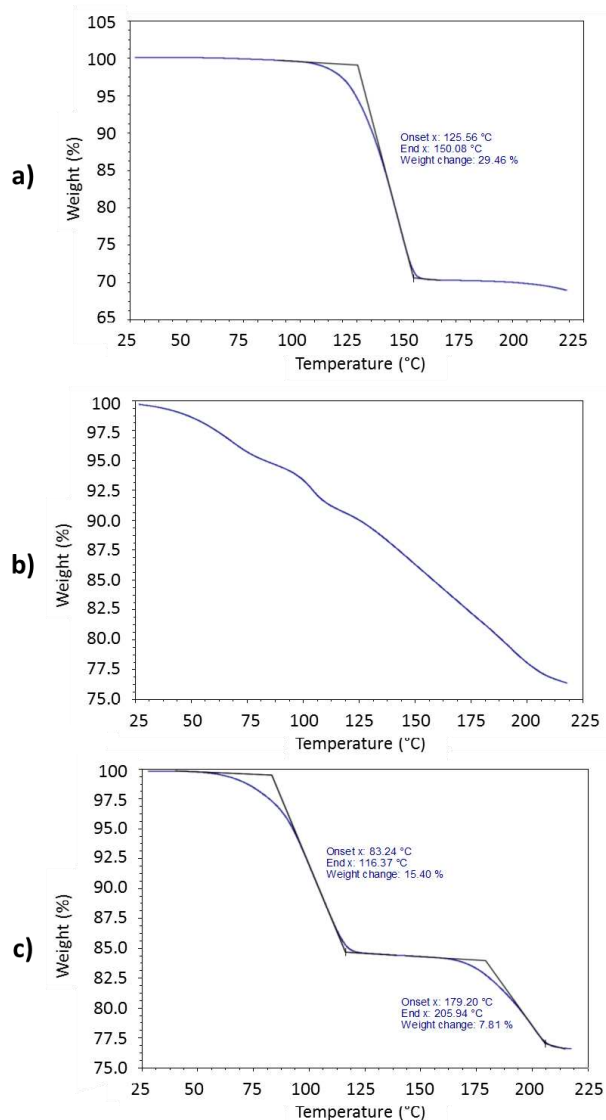 a)
Weight (%)
105
100
95
90
85
80
75
70
65
Onset x: 125.56 °C
End x: 150.08 °C
Weight change: 29.46 %
25 50 75 100 125 150 175 200 225
Temperature (°C)
b)
Weight (%)
100
97.5
95.0
92.5
90.0
87.5
85.0
82.5
80.0
77.5
75.0
25 50 75 100 125 150 175 200 225
Temperature (°C)
c)
Weight (%)
100
97.5
95.0
92.5
90.0
87.5
85.0
82.5
80.0
77.5
75.0
Onset x: 83.24 °C
End x: 116.37 °C
Weight change: 15.40 %
Onset x: 179.20 °C
End x: 205.94 °C
Weight change: 7.81 %
25 50 75 100 125 150 175 200 225
Temperature (°C)